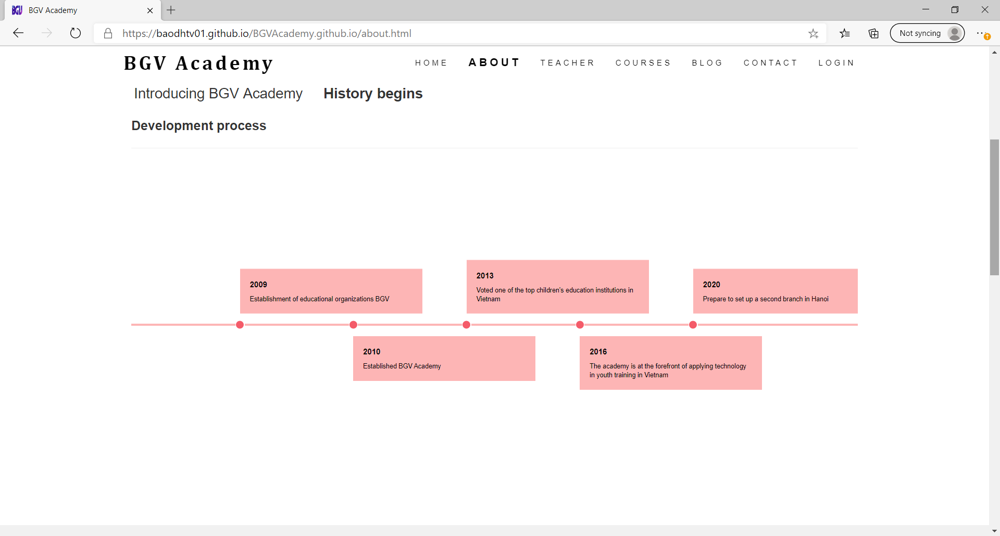 BGV BGV Academy
Not syncing
https://baodhtv01.github.io/BGVAcademy.github.io/about.html
BGV Academy
HOME ABOUT TEACHER COURSES BLOG CONTACT LOGIN
Introducing BGV Academy History begins
Development process
2009
Establishment of educational organizations BGV
2010
Established BGV Academy
2013
Voted one of the top children's education institutions in
Vietnam
2016
The academy is at the forefront of applying technology
in youth training in Vietnam
2020
Prepare to set up a second branch in Hanoi